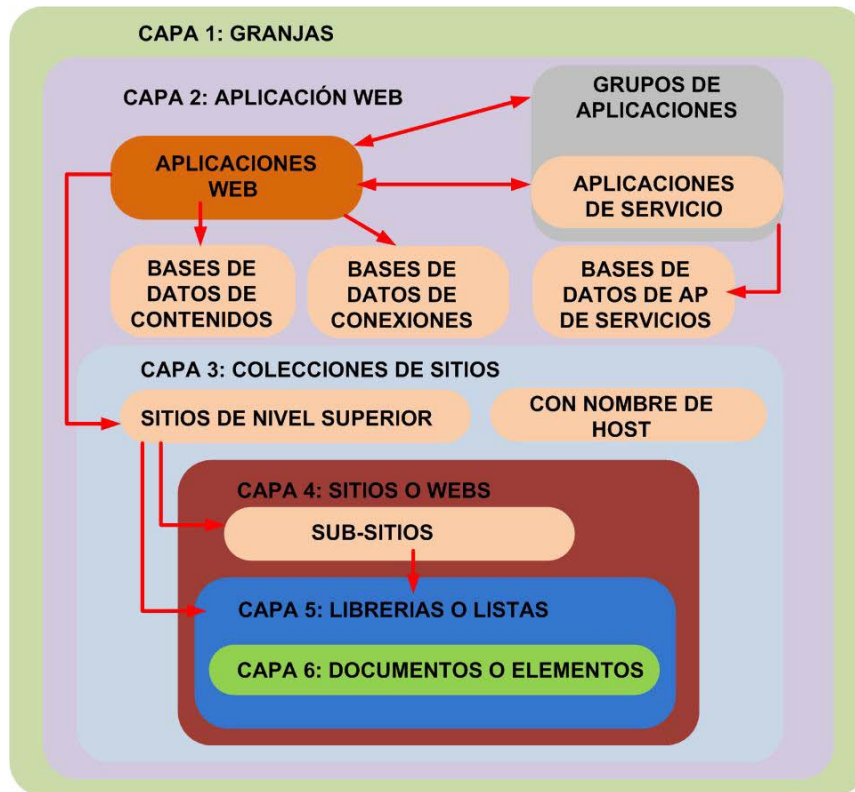 CAPA 1: GRANJAS
CAPA 2: APLICACIÓN WEB
GRUPOS DE
APLICACIONES
APLICACIONES
WEB
APLICACIONES
DE SERVICIO
BASES DE
DATOS DE
CONTENIDOS
BASES DE
DATOS DE
CONEXIONES
BASES DE
DATOS DE AP
DE SERVICIOS
CAPA 3: COLECCIONES DE SITIOS
SITIOS DE NIVEL SUPERIOR
CON NOMBRE DE
HOST
CAPA 4: SITIOS O WEBS
SUB-SITIOS
CAPA 5: LIBRERIAS O LISTAS
CAPA 6: DOCUMENTOS O ELEMENTOS